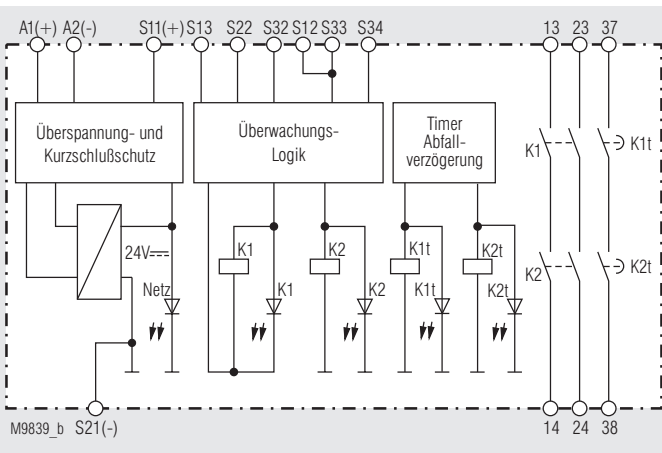 A1(+) A2(-) S11(+) S13 S22 S32 S12 S33 S34 13 23 37
Überspannung- und
Kurzschlußschutz
Überwachungs-
Logik
Timer
Abfall-
verzögerung
K1 K1t
24V
K1 K2 K1t K2t
Netz K1 K2 K1t K2t
K2 K2t
M9839_b S21(-) 14 24 38